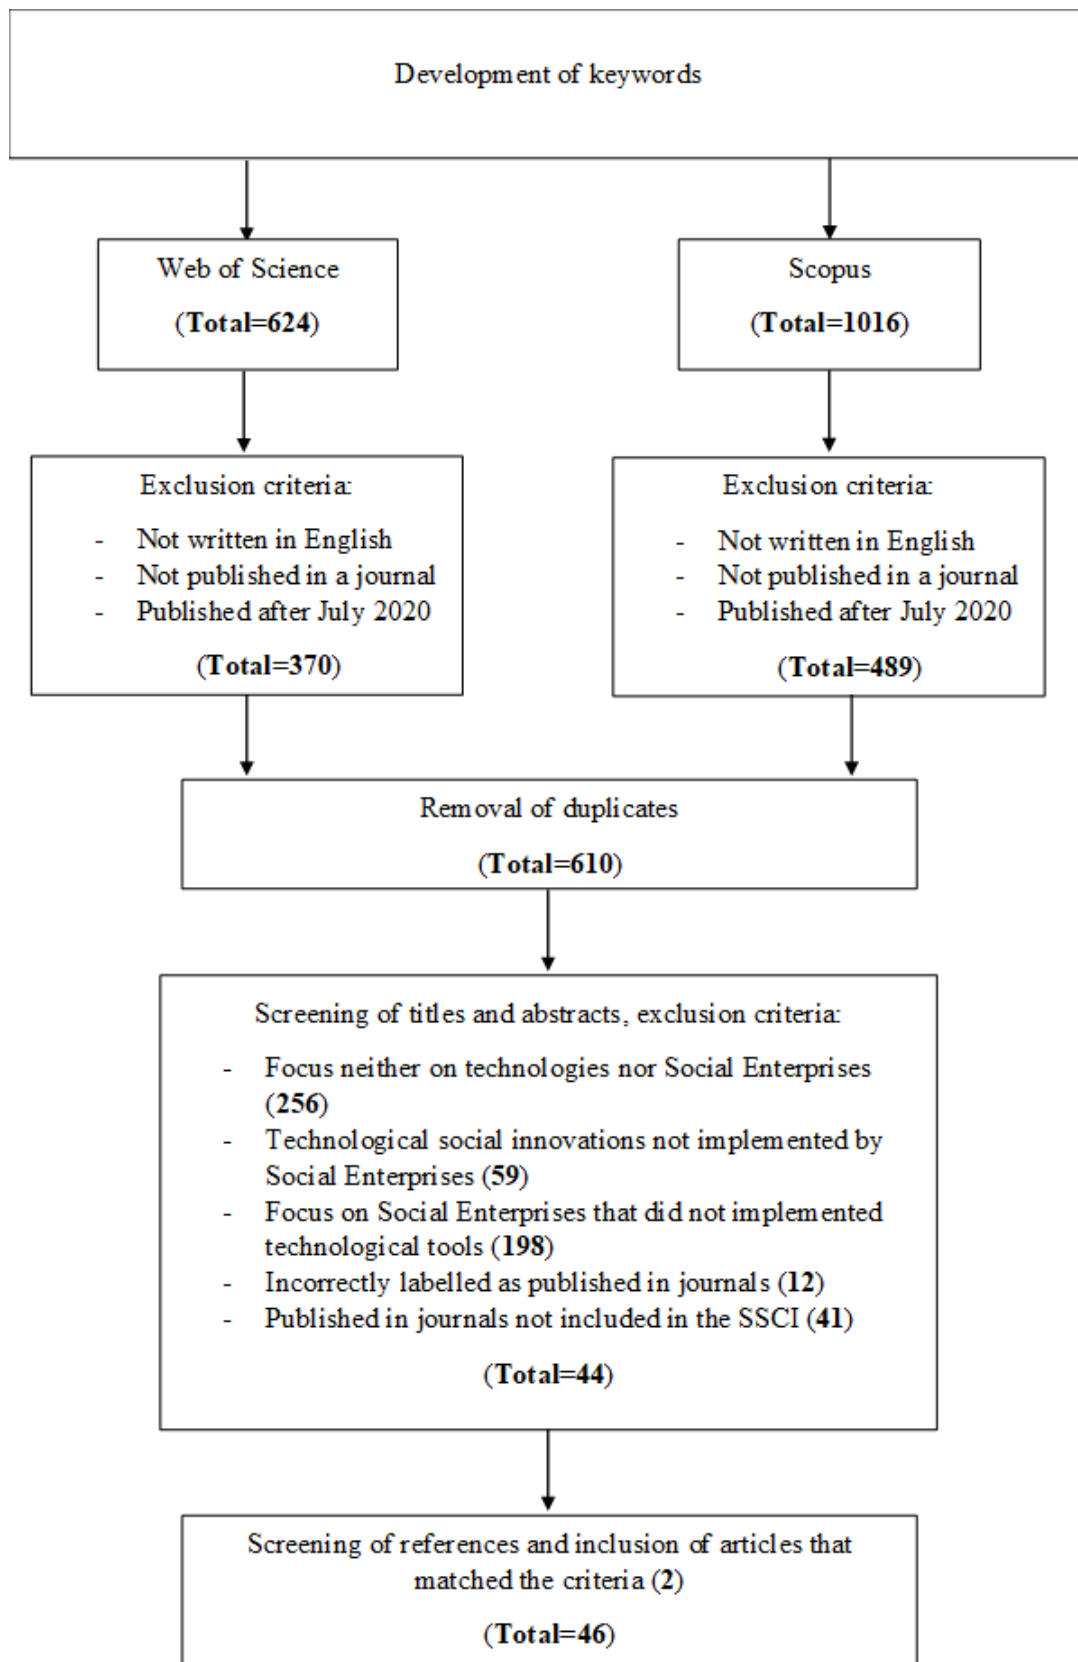 Development of keywords
Web of Science
(Total=624)
Scopus
(Total=1016)
Exclusion criteria:
- Not written in English
- Not published in a journal
- Published after July 2020
(Total=370)
Exclusion criteria:
- Not written in English
- Not published in a journal
- Published after July 2020
(Total=489)
Removal of duplicates
(Total=610)
Screening of titles and abstracts, exclusion criteria:
- Focus neither on technologies nor Social Enterprises
(256)
- Technological social innovations not implemented by
Social Enterprises (59)
- Focus on Social Enterprises that did not implemented
technological tools (198)
- Incorrectly labelled as published in journals (12)
- Published in journals not included in the SSCI (41)
(Total=44)
Screening of references and inclusion of articles that
matched the criteria (2)
(Total=46)